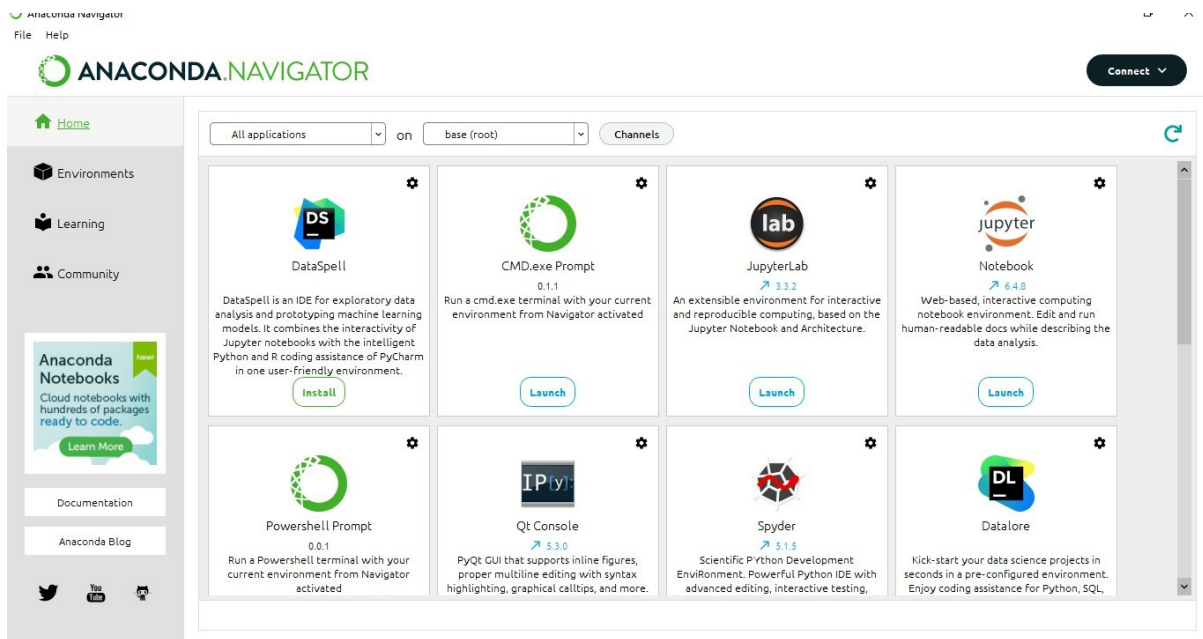 Anaconda Navigator
File Help
ANACONDA.NAVIGATOR
Connect
Home
Environments
Learning
Community
Anaconda Notebooks
New!
Cloud notebooks with
hundreds of packages
ready to code.
Learn More
Documentation
Anaconda Blog
You
Tube
All applications on base (root) Channels
DS
DataSpell
DataSpell is an IDE for exploratory data
analysis and prototyping machine learning
models. It combines the interactivity of
Jupyter notebooks with the intelligent
Python and R coding assistance of PyCharm
in one user-friendly environment.
Install
CMD.exe Prompt
0.1.1
Run a cmd.exe terminal with your current
environment from Navigator activated
Launch
lab
JupyterLab
3.3.2
An extensible environment for interactive
and reproducible computing, based on the
Jupyter Notebook and Architecture.
Launch
jupyter
Notebook
6.4.8
Web-based, interactive computing
notebook environment. Edit and run
human-readable docs while describing the
data analysis.
Launch
Powershell Prompt
0.0.1
Run a Powershell terminal with your
current environment from Navigator
activated
IP[y]:
Qt Console
5.3.0
PyQt GUI that supports inline figures,
proper multiline editing with syntax
highlighting, graphical calltips, and more.
Spyder
5.1.5
Scientific PYthon Development
EnviRonment. Powerful Python IDE with
advanced editing, interactive testing,
DL
Datalore
Kick-start your data science projects in
seconds in a pre-configured environment.
Enjoy coding assistance for Python, SQL,